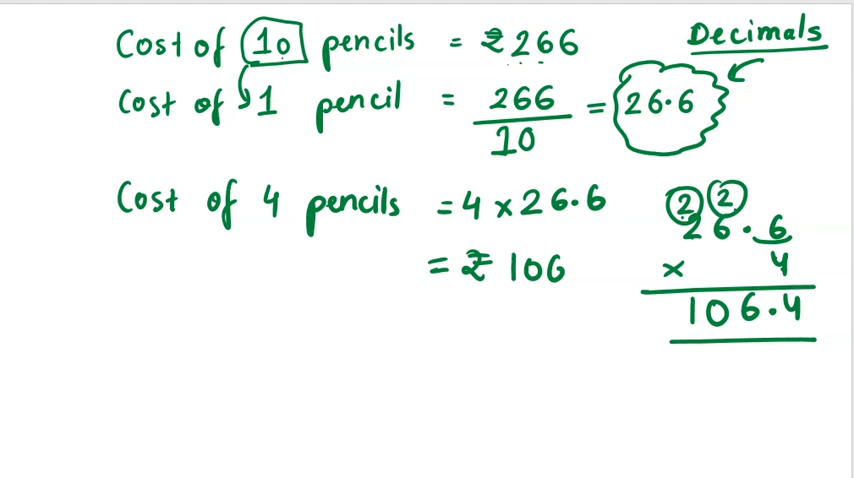 Cost of 10 pencils = ₹266
Decimals
Cost of 1 pencil = 266/10 = 26.6
Cost of 4 pencils = 4 × 26.6
= ₹ 106
2 2
26.6
× 4
106.4